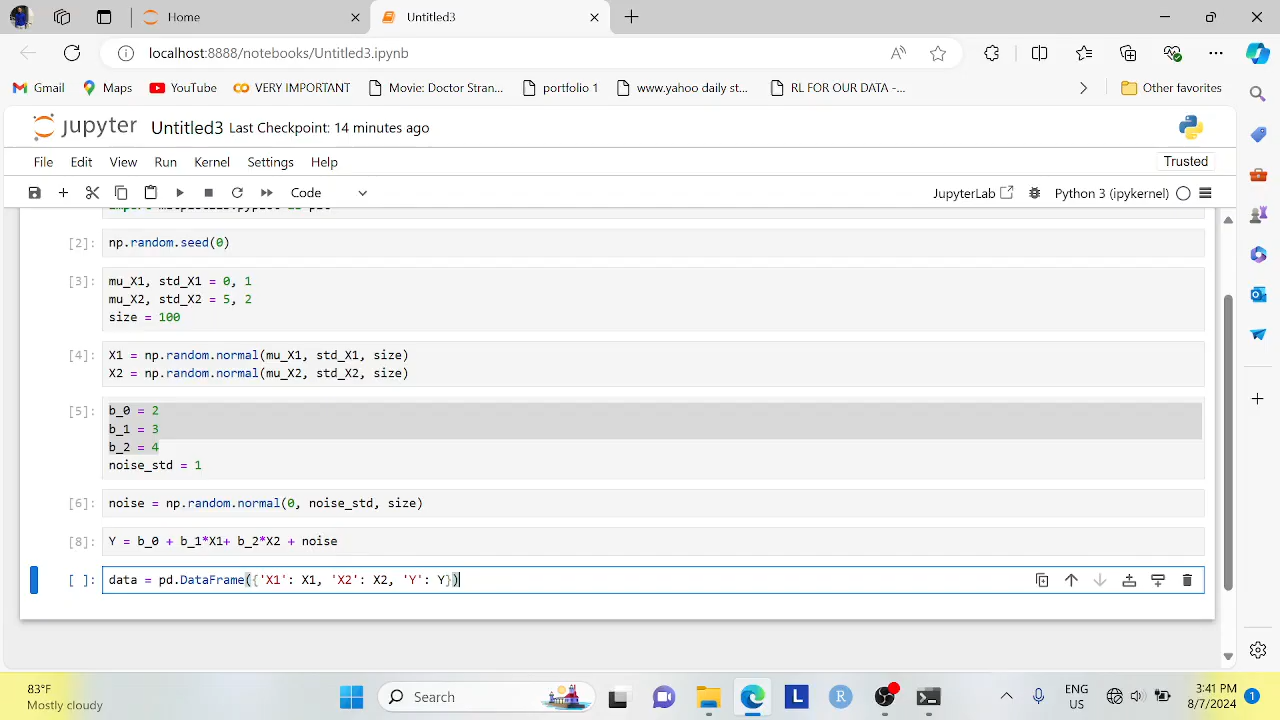 Home
Untitled3
localhost:8888/notebooks/Untitled3.ipynb
Gmail
Maps
YouTube
VERY IMPORTANT
Movie: Doctor Stran...
portfolio 1
www.yahoo daily st...
RL FOR OUR DATA -...
Other favorites
jupyter Untitled3 Last Checkpoint: 14 minutes ago
File Edit View Run Kernel Settings Help
Trusted
Code
JupyterLab
Python 3 (ipykernel)
[2]: np.random.seed(0)
[3]: mu_X1, std_X1 = 0, 1
mu_X2, std_X2 = 5, 2
size = 100
[4]: X1 = np.random.normal(mu_X1, std_X1, size)
X2 = np.random.normal(mu_X2, std_X2, size)
[5]: b_0 = 2
b_1 = 3
b_2 = 4
noise_std = 1
[6]: noise = np.random.normal(0, noise_std, size)
[8]: Y = b_0 + b_1*X1+ b_2*X2 + noise
[ ]: data = pd.DataFrame({'X1': X1, 'X2': X2, 'Y': Y})
83°F
Mostly cloudy
Search
L
R
ENG
US
3:41 PM
8/7/2024
1